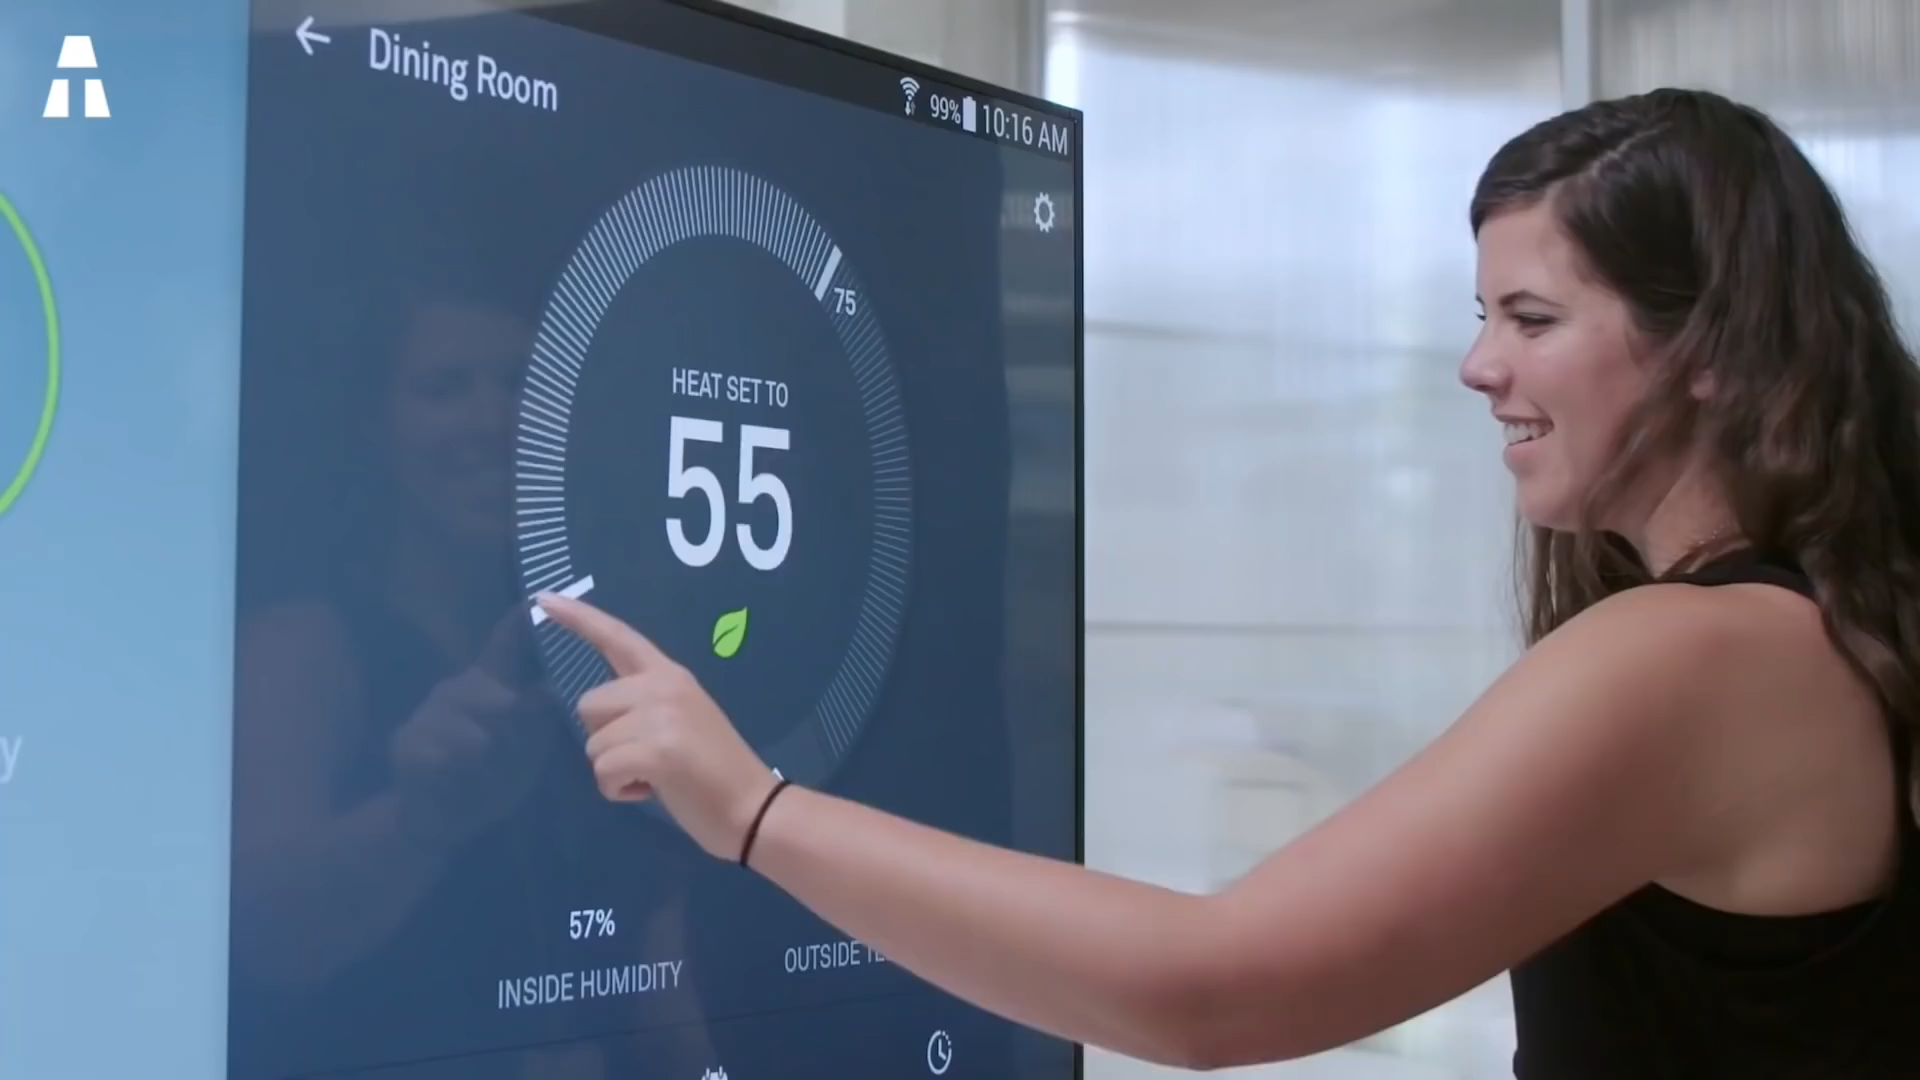 Dining Room
99% 10:16 AM
75
HEAT SET TO
55
57%
INSIDE HUMIDITY
OUTSIDE